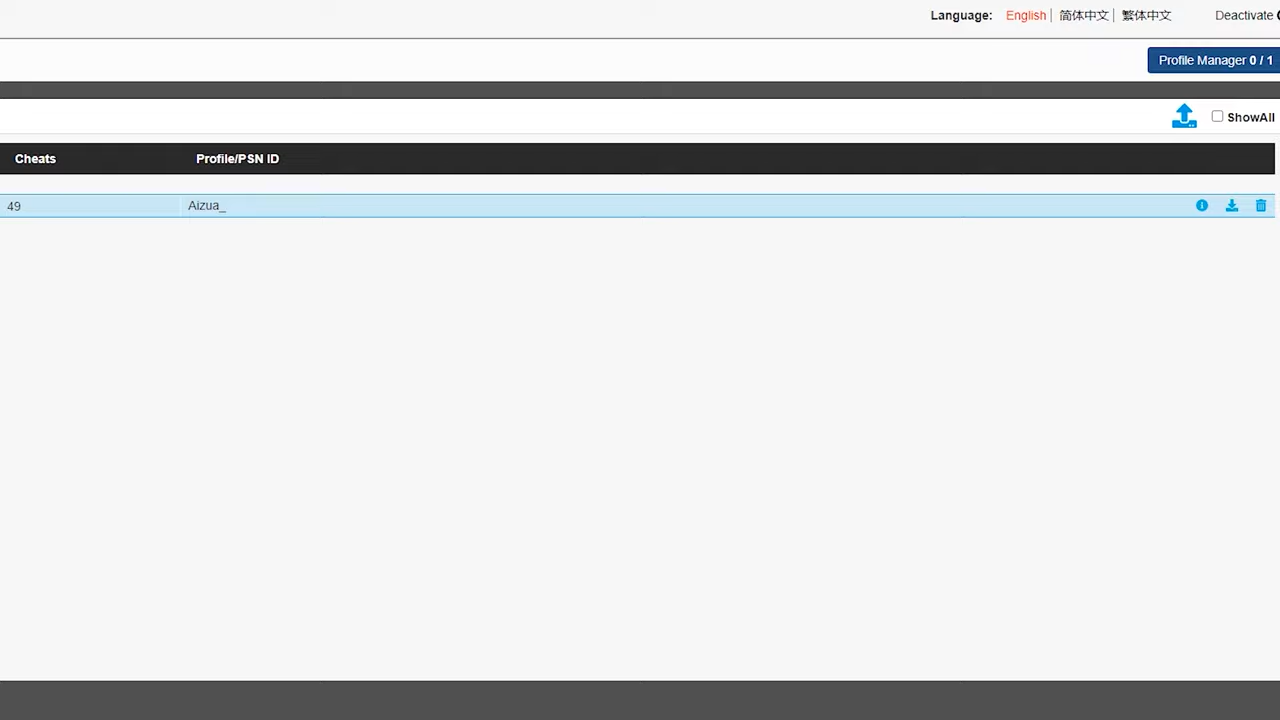 Language: English 简体中文 繁体中文 Deactivate
Profile Manager 0 / 1
ShowAll
Cheats Profile/PSN ID
49 Aizua_